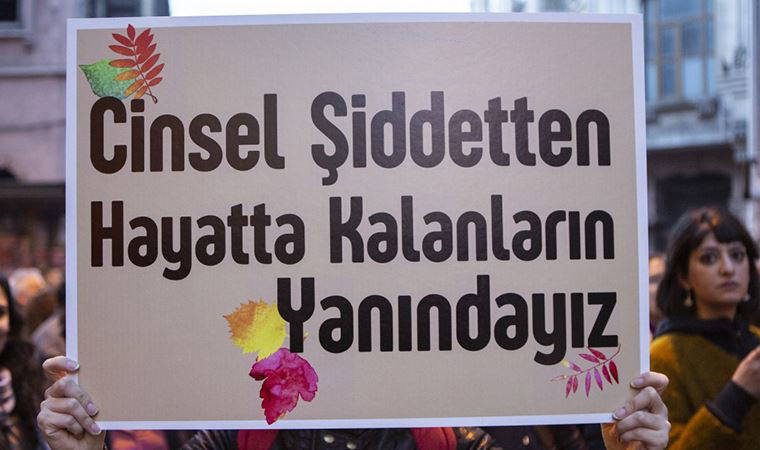 Cinsel Şiddetten
Hayatta Kalanların
Yanındayız